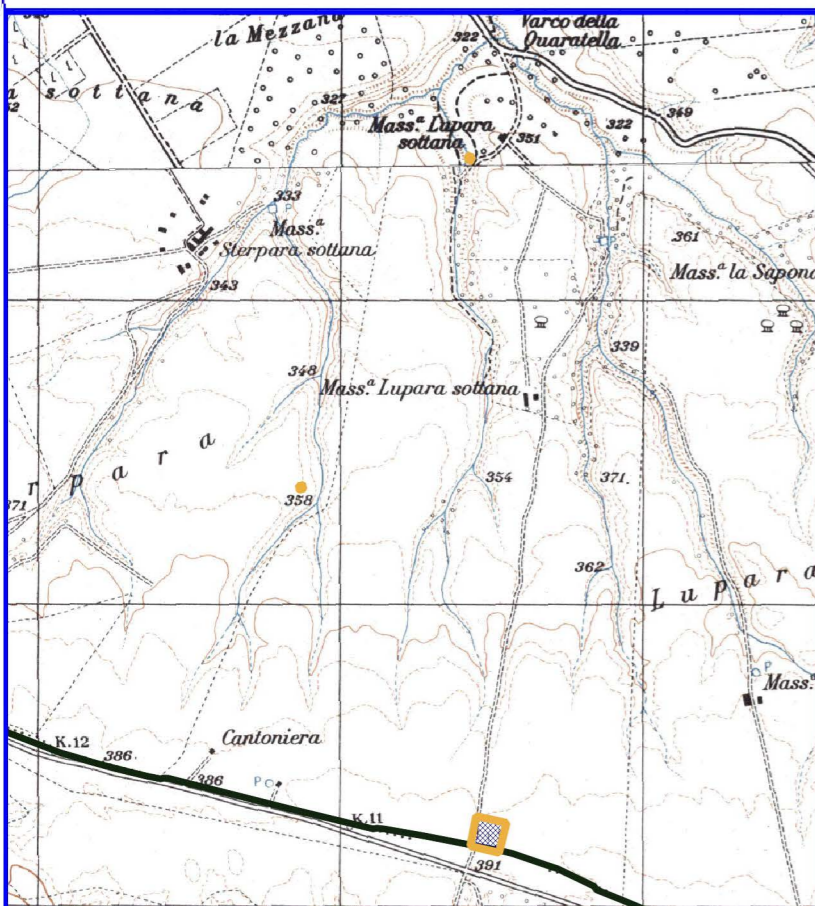 la Mezzana
322
Varco della
Quaratella
a sottana
327
Mass.ª Lupara
sottana
351
322
349
333
P
Mass.ª
Sterpara sottana
P
361
Mass.ª la Sapona
343
339
348
Mass.ª Lupara sottana
r p a r a
354
371.
371
358
362
L u p a r a
P
Mass.ª
K.12
386
Cantoniera
386
P
K.11
391